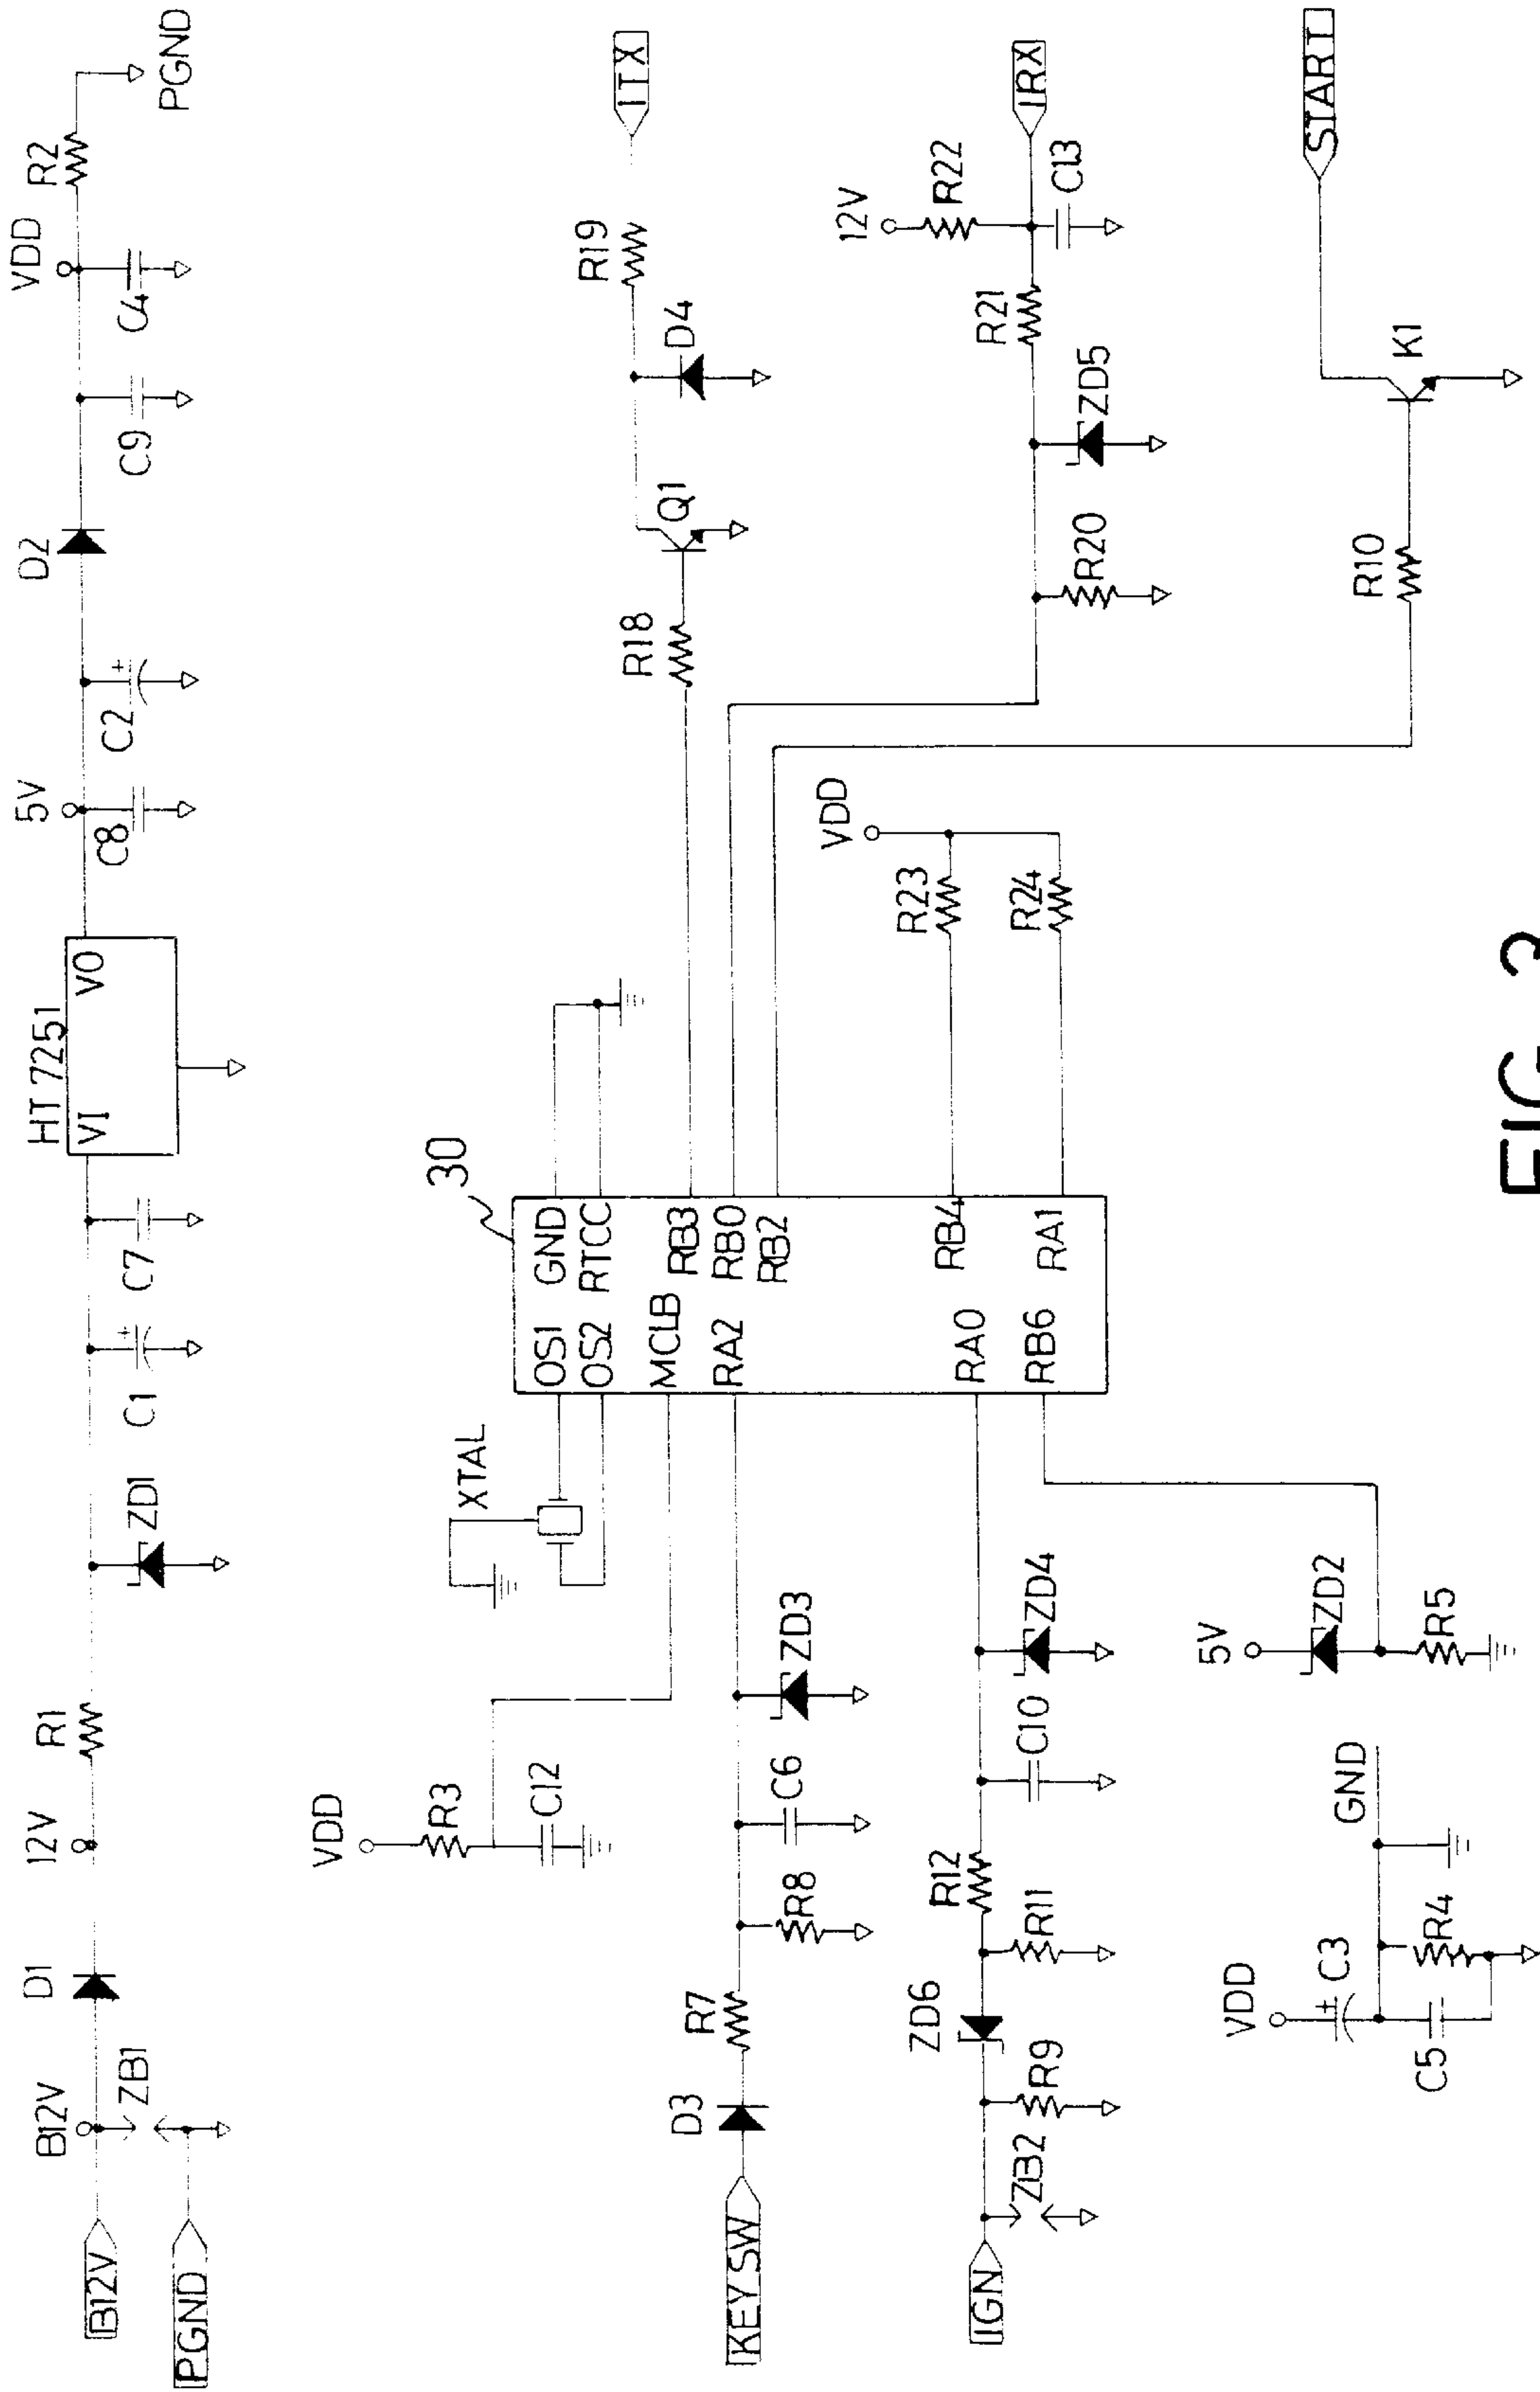 B12V
PGND
B12V
ZB1
D1
12V
R1
ZD1
C1
C7
HT 7251
VI
VO
5V
C8
C2
D2
C9
VDD
C4
R2
PGND
30
XTAL
OS1
OS2
MCLB
RA2
RA0
RB6
GND
RTCC
RB3
RB0
RB2
RB4
RA1
VDD
R3
C12
KEY SW
D3
R7
R8
C6
ZD3
IGN
ZB2
R9
ZD6
R11
R12
C10
ZD4
VDD
C3
C5
R4
GND
5V
ZD2
R5
R18
Q1
D4
R19
ITX
R20
ZD5
R21
12V
R22
C13
IRX
VDD
R23
R24
R10
K1
START
FIG. 3